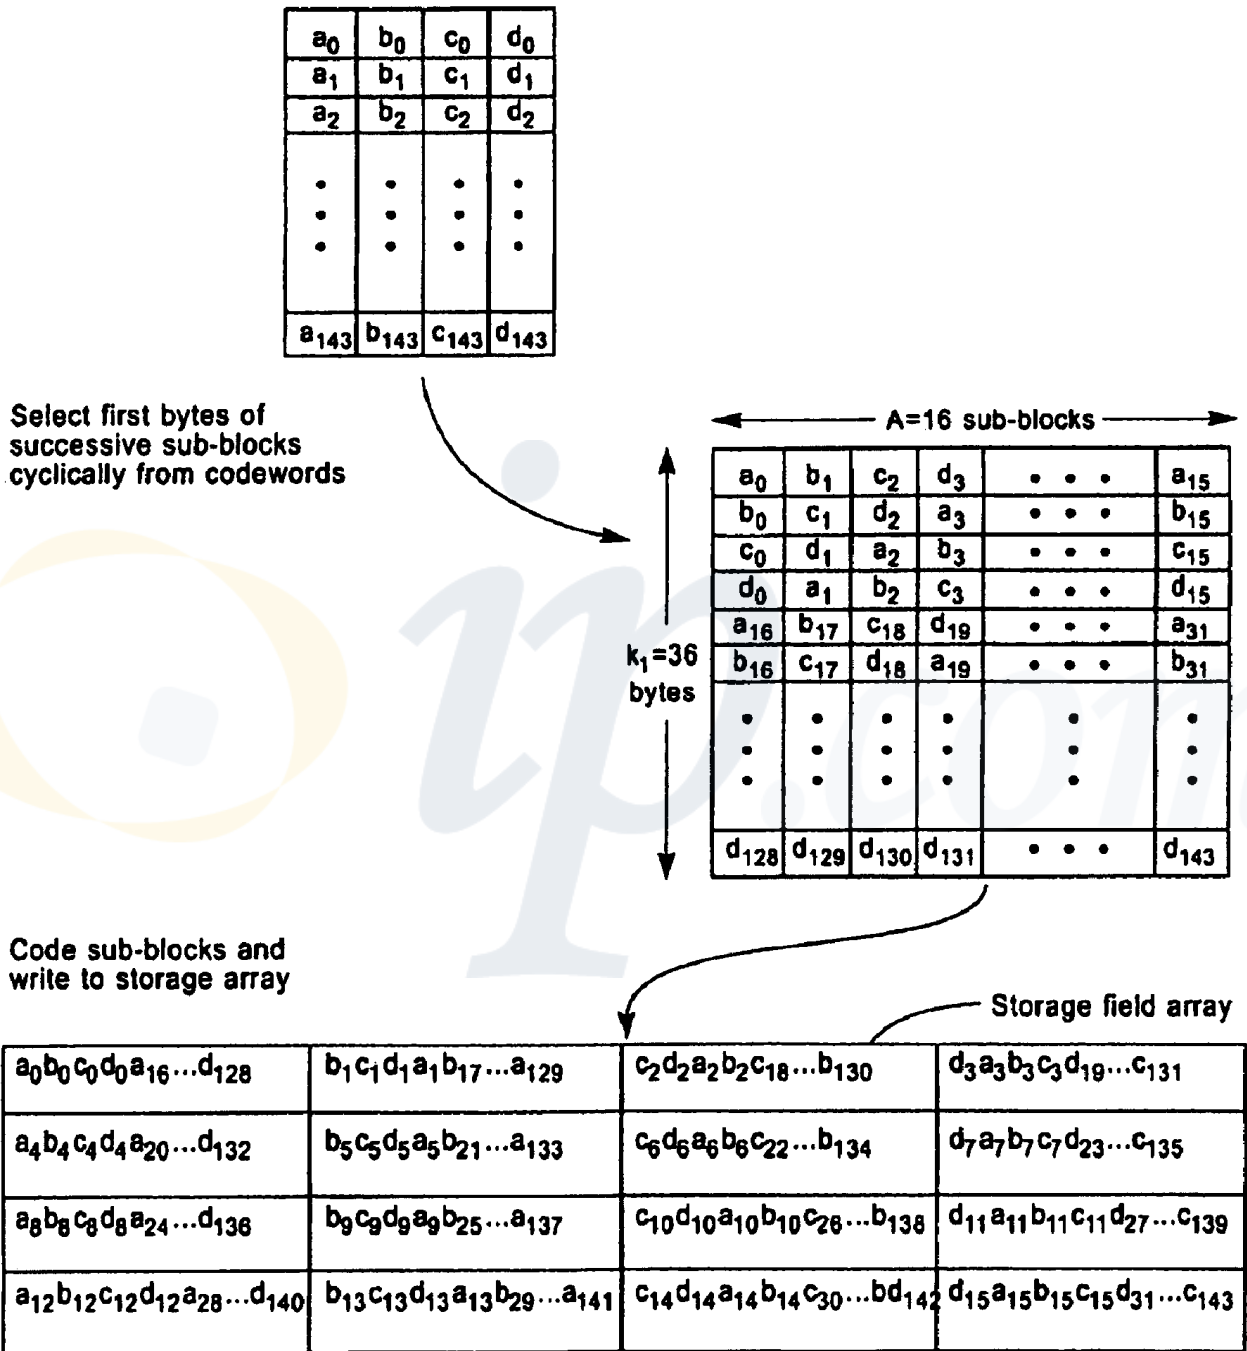 a₀ b₀ c₀ d₀
a₁ b₁ c₁ d₁
a₂ b₂ c₂ d₂
a₁₄₃ b₁₄₃ c₁₄₃ d₁₄₃
Select first bytes of
successive sub-blocks
cyclically from codewords
A=16 sub-blocks
a₀ b₁ c₂ d₃ • • • a₁₅
b₀ c₁ d₂ a₃ • • • b₁₅
c₀ d₁ a₂ b₃ • • • c₁₅
d₀ a₁ b₂ c₃ • • • d₁₅
a₁₆ b₁₇ c₁₈ d₁₉ • • • a₃₁
b₁₆ c₁₇ d₁₈ a₁₉ • • • b₃₁
k₁=36
bytes
d₁₂₈ d₁₂₉ d₁₃₀ d₁₃₁ • • • d₁₄₃
ip.com
Code sub-blocks and
write to storage array
Storage field array
a₀b₀c₀d₀a₁₆...d₁₂₈ b₁c₁d₁a₁b₁₇...a₁₂₉ c₂d₂a₂b₂c₁₈...b₁₃₀ d₃a₃b₃c₃d₁₉...c₁₃₁
a₄b₄c₄d₄a₂₀...d₁₃₂ b₅c₅d₅a₅b₂₁...a₁₃₃ c₆d₆a₆b₆c₂₂...b₁₃₄ d₇a₇b₇c₇d₂₃...c₁₃₅
a₈b₈c₈d₈a₂₄...d₁₃₆ b₉c₉d₉a₉b₂₅...a₁₃₇ c₁₀d₁₀a₁₀b₁₀c₂₆...b₁₃₈ d₁₁a₁₁b₁₁c₁₁d₂₇...c₁₃₉
a₁₂b₁₂c₁₂d₁₂a₂₈...d₁₄₀ b₁₃c₁₃d₁₃a₁₃b₂₉...a₁₄₁ c₁₄d₁₄a₁₄b₁₄c₃₀...bd₁₄₂ d₁₅a₁₅b₁₅c₁₅d₃₁...c₁₄₃